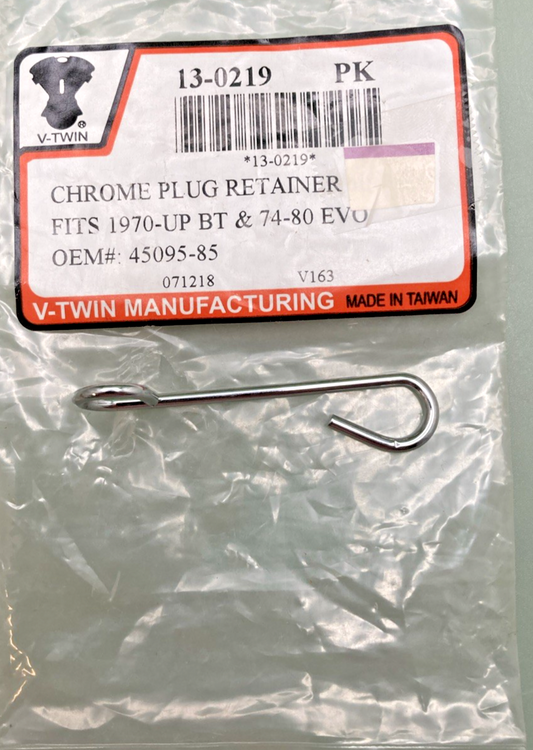 13-0219 PK
V-TWIN®
*13-0219*
CHROME PLUG RETAINER
FITS 1970-UP BT & 74-80 EVO
OEM#: 45095-85
071218 V163
V-TWIN MANUFACTURING MADE IN TAIWAN